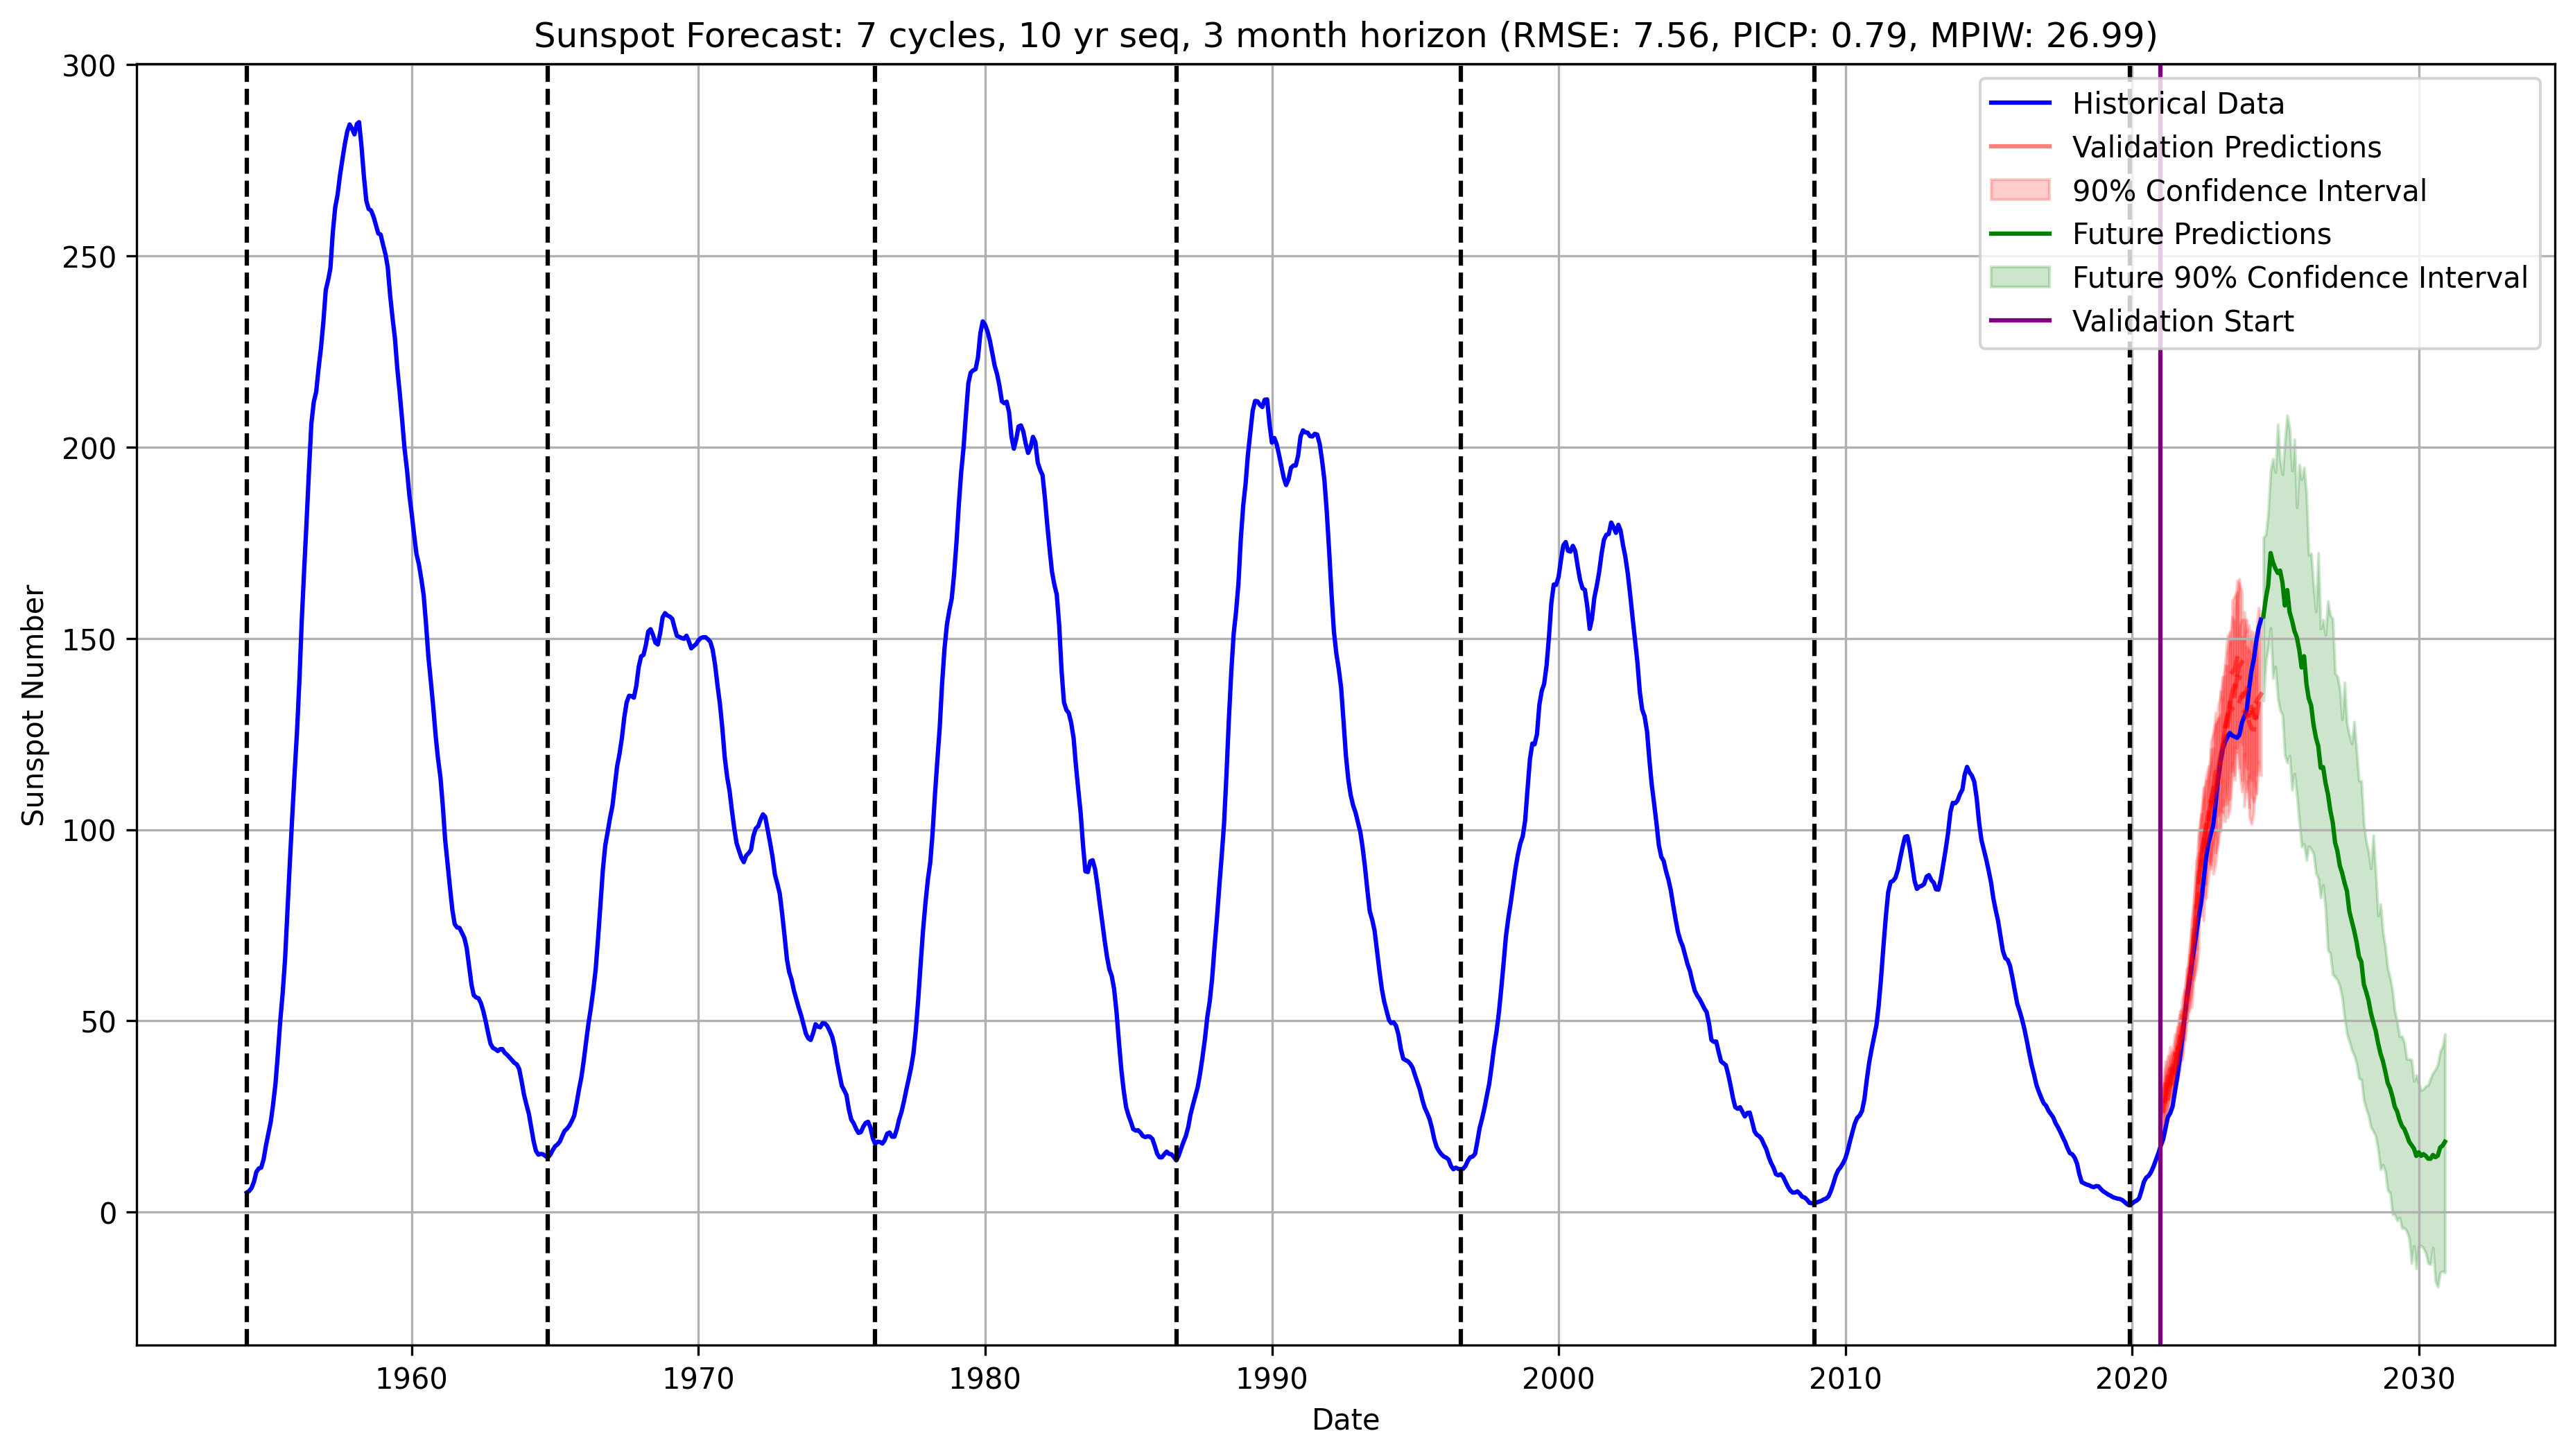 Sunspot Forecast: 7 cycles, 10 yr seq, 3 month horizon (RMSE: 7.56, PICP: 0.79, MPIW: 26.99)
Historical Data
Validation Predictions
90% Confidence Interval
Future Predictions
Future 90% Confidence Interval
Validation Start
Sunspot Number
300
250
200
150
100
50
0
1960 1970 1980 1990 2000 2010 2020 2030
Date